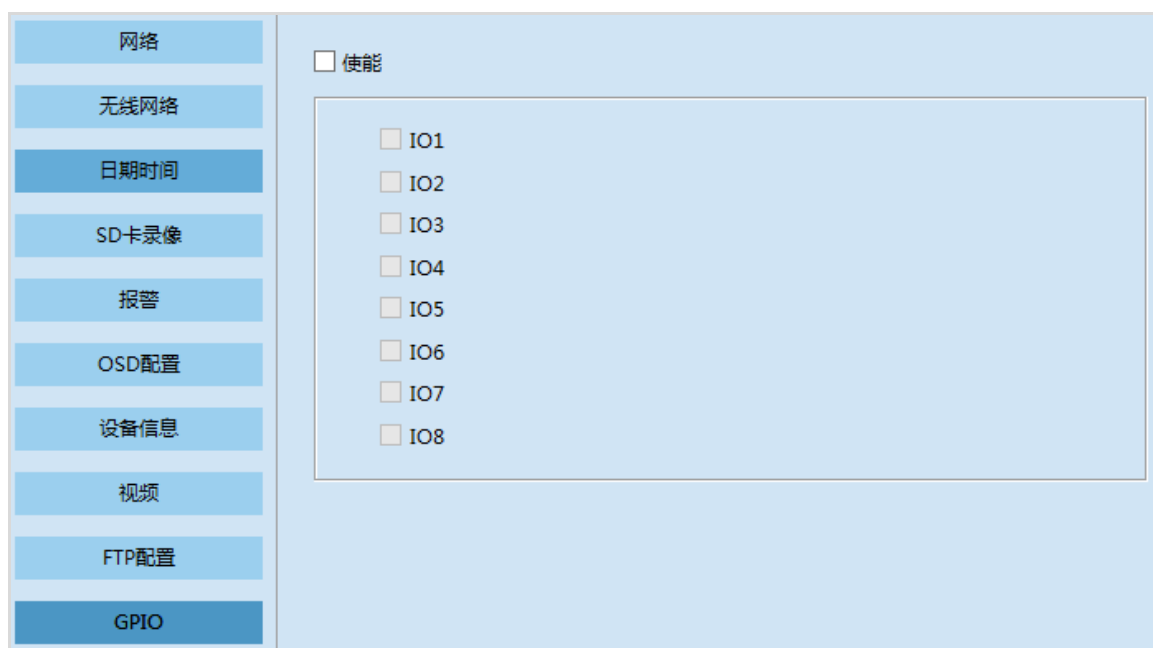 网络
无线网络
日期时间
SD卡录像
报警
OSD配置
设备信息
视频
FTP配置
GPIO
使能
IO1
IO2
IO3
IO4
IO5
IO6
IO7
IO8